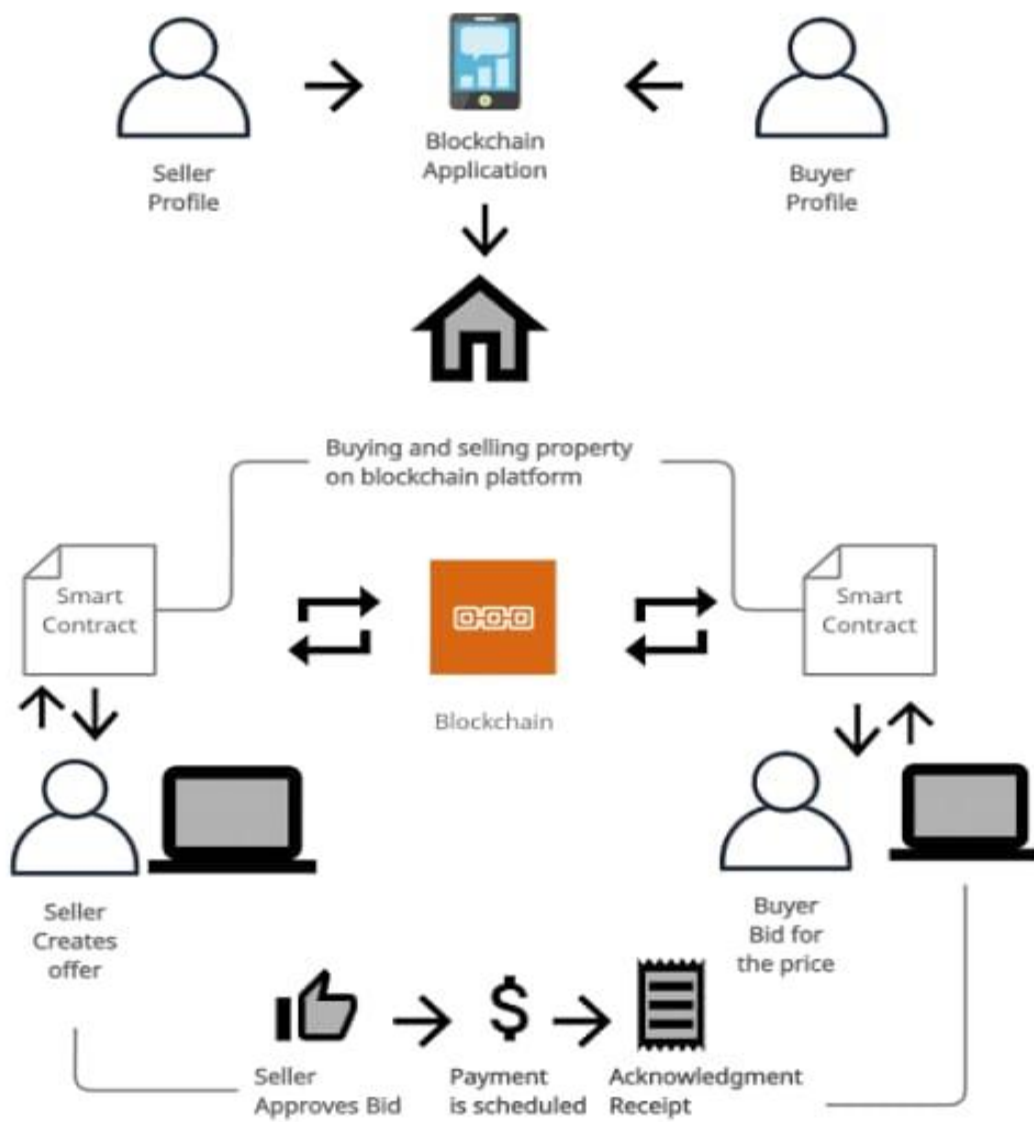 Seller
Profile
Blockchain
Application
Buyer
Profile
Buying and selling property
on blockchain platform
Smart
Contract
Smart
Contract
Blockchain
Seller
Creates
offer
Buyer
Bid for
the price
Seller
Approves Bid
Payment
is scheduled
Acknowledgment
Receipt